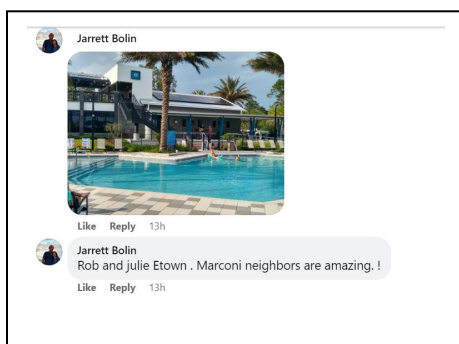 Jarrett Bolin
Like Reply 13h
Jarrett Bolin
Rob and julie Etown . Marconi neighbors are amazing. !
Like Reply 13h